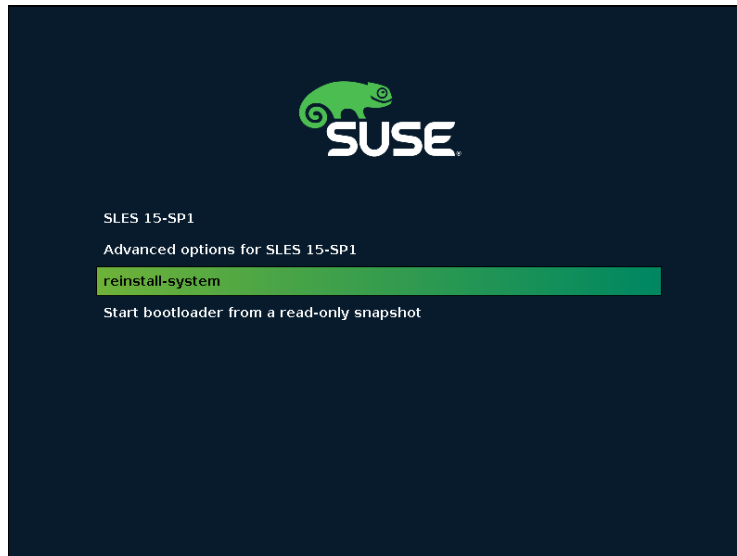 SUSE
SLES 15-SP1
Advanced options for SLES 15-SP1
reinstall-system
Start bootloader from a read-only snapshot